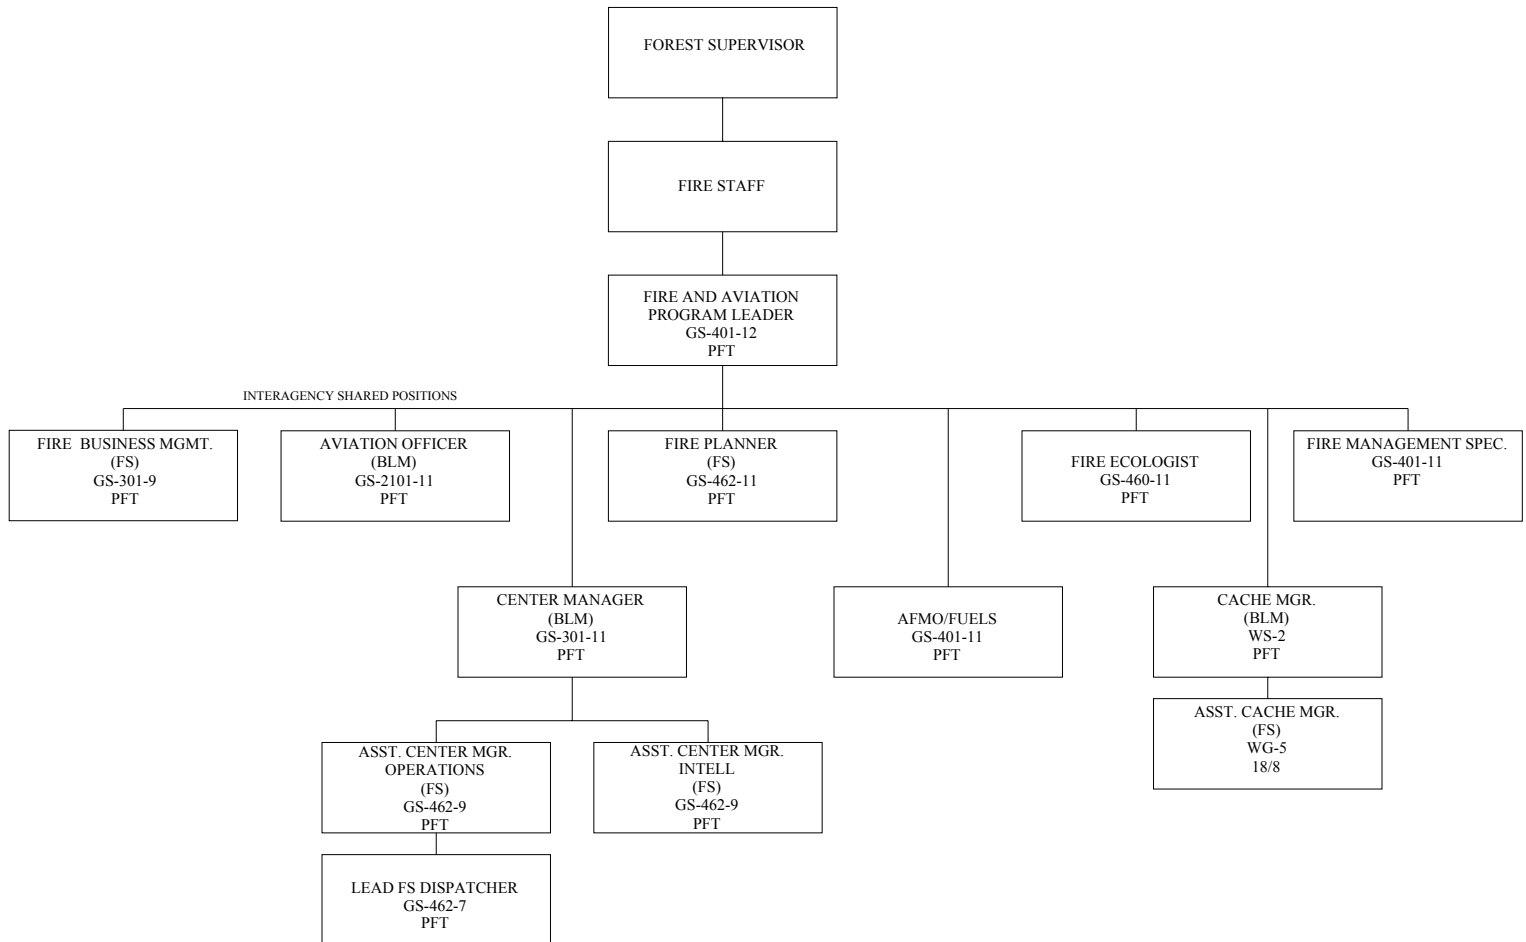 FOREST SUPERVISOR
FIRE STAFF
FIRE AND AVIATION
PROGRAM LEADER
GS-401-12
PFT
INTERAGENCY SHARED POSITIONS
FIRE BUSINESS MGMT.
(FS)
GS-301-9
PFT
AVIATION OFFICER
(BLM)
GS-2101-11
PFT
FIRE PLANNER
(FS)
GS-462-11
PFT
FIRE ECOLOGIST
GS-460-11
PFT
FIRE MANAGEMENT SPEC.
GS-401-11
PFT
CENTER MANAGER
(BLM)
GS-301-11
PFT
AFMO/FUELS
GS-401-11
PFT
CACHE MGR.
(BLM)
WS-2
PFT
ASST. CACHE MGR.
(FS)
WG-5
18/8
ASST. CENTER MGR.
OPERATIONS
(FS)
GS-462-9
PFT
ASST. CENTER MGR.
INTELL
(FS)
GS-462-9
PFT
LEAD FS DISPATCHER
GS-462-7
PFT